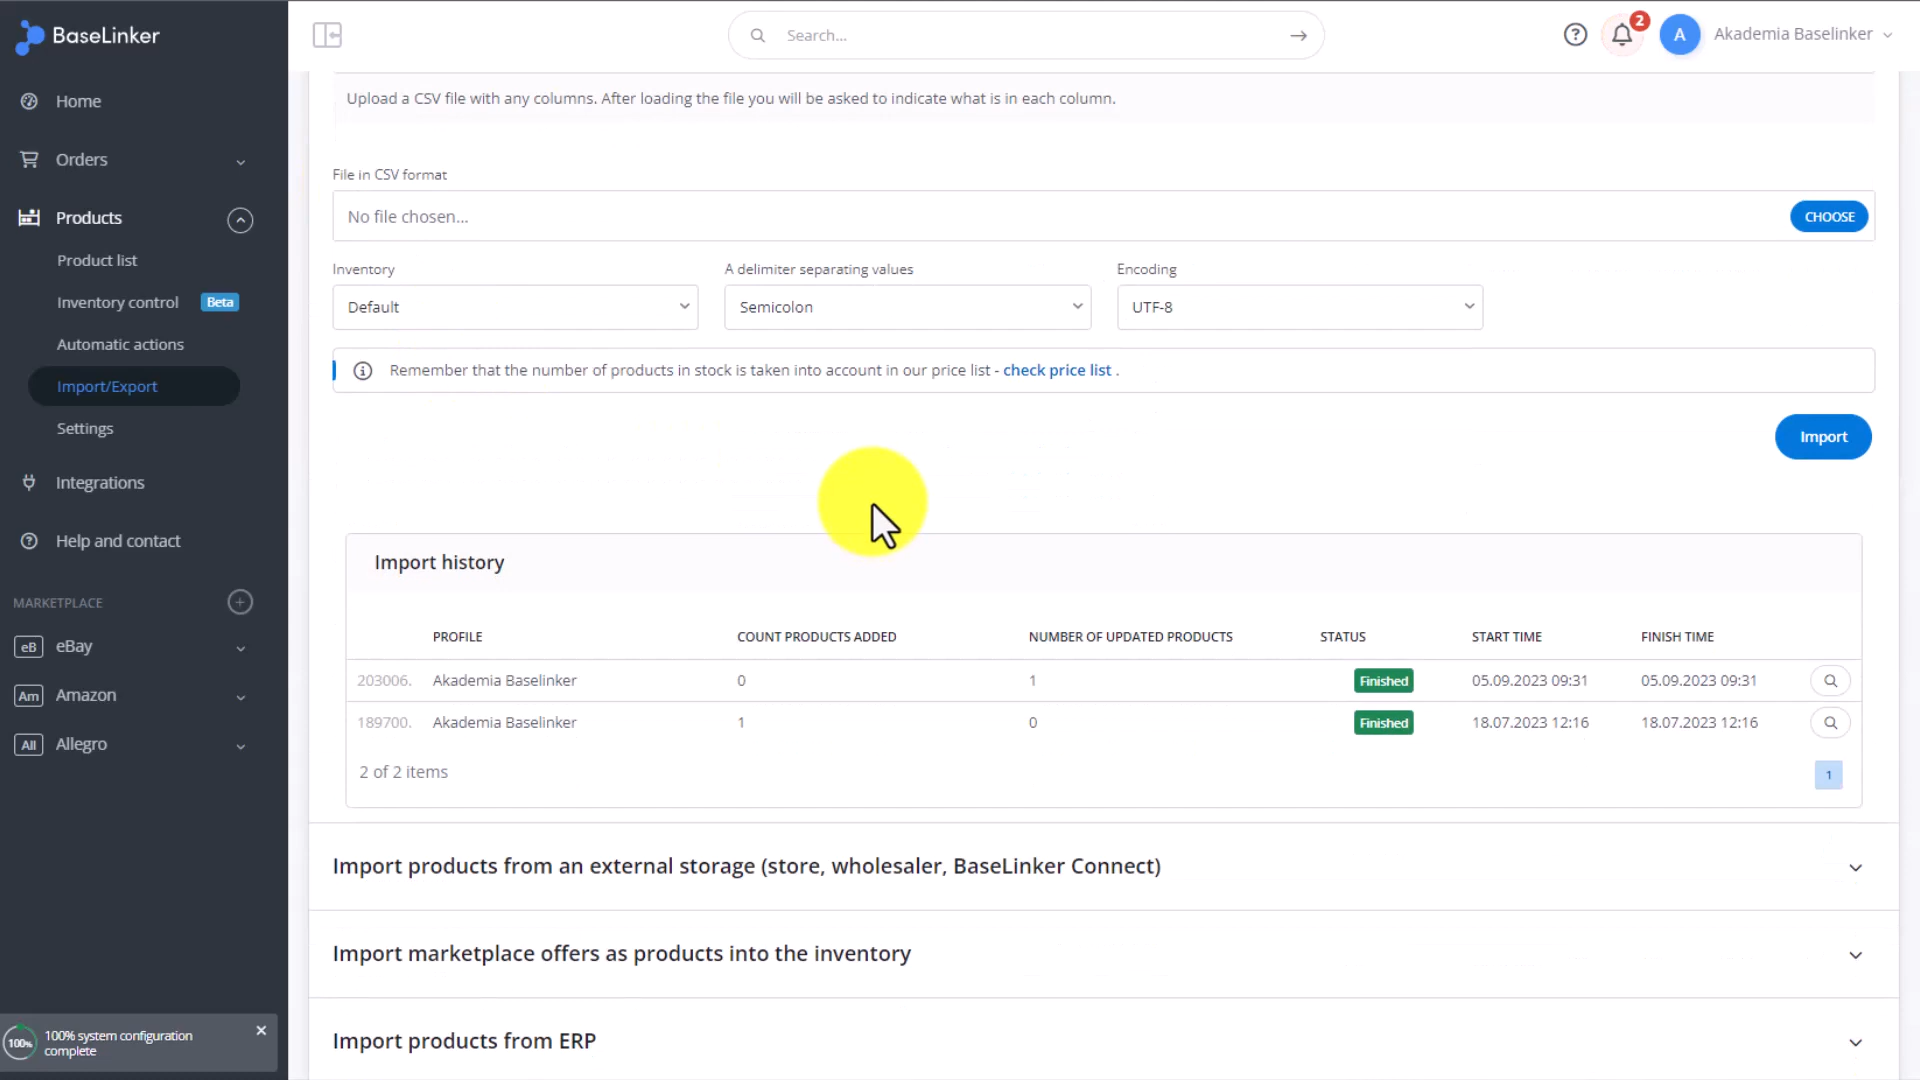 BaseLinker
Search...
2
A
Akademia Baselinker
Home
Orders
Products
Product list
Inventory control Beta
Automatic actions
Import/Export
Settings
Integrations
Help and contact
MARKETPLACE
eB eBay
Am Amazon
All Allegro
100% 100% system configuration
complete
Upload a CSV file with any columns. After loading the file you will be asked to indicate what is in each column.
File in CSV format
No file chosen...
CHOOSE
Inventory A delimiter separating values Encoding
Default Semicolon UTF-8
Remember that the number of products in stock is taken into account in our price list - check price list .
Import
Import history
PROFILE COUNT PRODUCTS ADDED NUMBER OF UPDATED PRODUCTS STATUS START TIME FINISH TIME
203006. Akademia Baselinker 0 1 Finished 05.09.2023 09:31 05.09.2023 09:31
189700. Akademia Baselinker 1 0 Finished 18.07.2023 12:16 18.07.2023 12:16
2 of 2 items 1
Import products from an external storage (store, wholesaler, BaseLinker Connect)
Import marketplace offers as products into the inventory
Import products from ERP